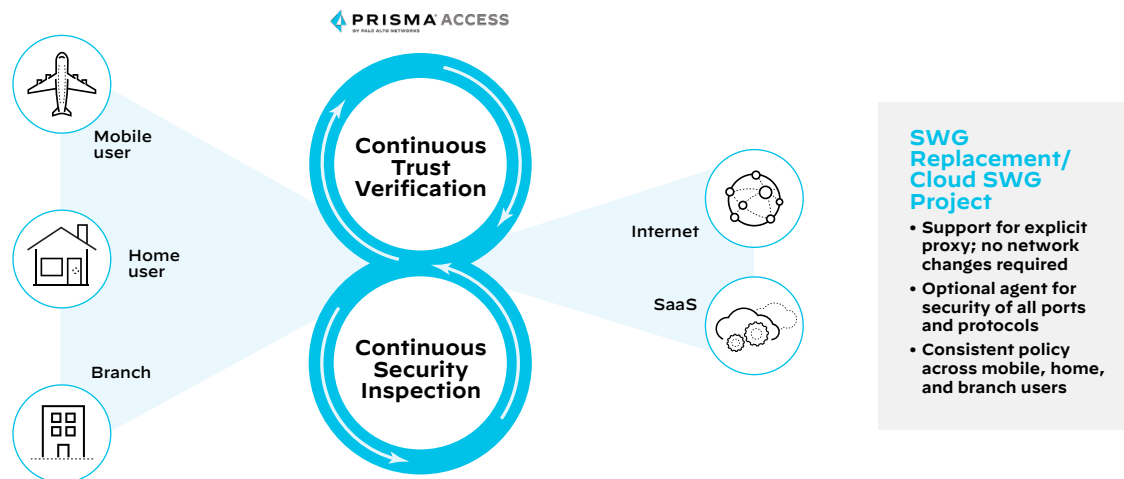 PRISMA ACCESS
BY PALO ALTO NETWORKS
Mobile
user
Home
user
Branch
Continuous
Trust
Verification
Continuous
Security
Inspection
Internet
SaaS
SWG
Replacement/
Cloud SWG
Project
• Support for explicit
proxy; no network
changes required
• Optional agent for
security of all ports
and protocols
• Consistent policy
across mobile, home,
and branch users